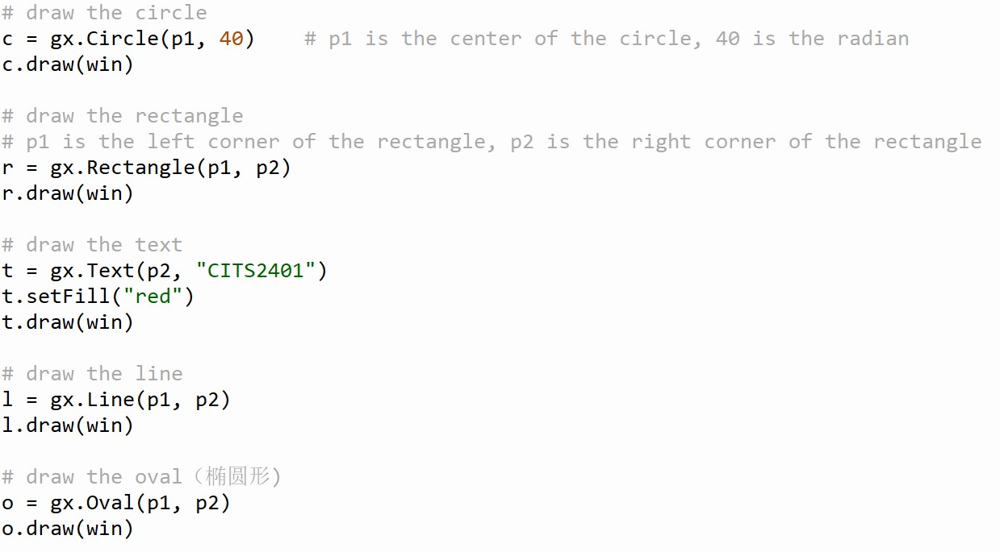 # draw the circle
c = gx.Circle(p1, 40)    # p1 is the center of the circle, 40 is the radian
c.draw(win)

# draw the rectangle
# p1 is the left corner of the rectangle, p2 is the right corner of the rectangle
r = gx.Rectangle(p1, p2)
r.draw(win)

# draw the text
t = gx.Text(p2, "CITS2401")
t.setFill("red")
t.draw(win)

# draw the line
l = gx.Line(p1, p2)
l.draw(win)

# draw the oval（椭圆形)
o = gx.Oval(p1, p2)
o.draw(win)